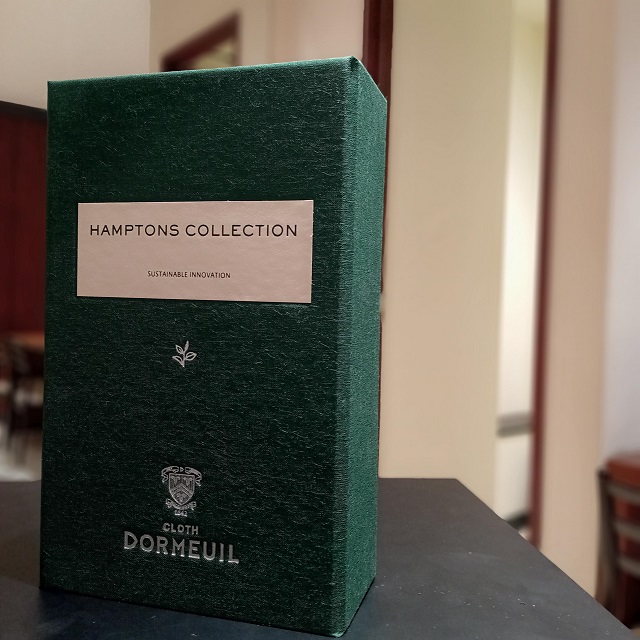 HAMPTONS COLLECTION
SUSTAINABLE INNOVATION
CLOTH
DORMEUIL